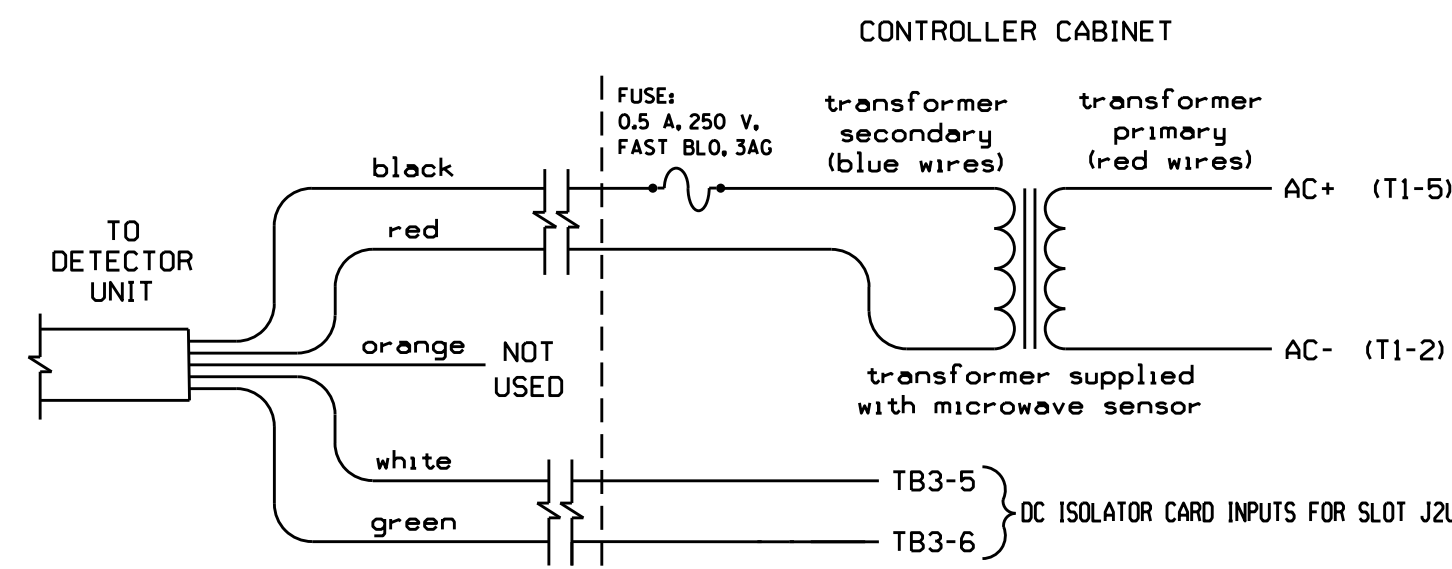 CONTROLLER CABINET
FUSE:
0.5 A, 250 V,
FAST BLO, 3AG
transformer
secondary
(blue wires)
transformer
primary
(red wires)
black
AC+ (T1-5)
red
TO
DETECTOR
UNIT
orange
NOT
USED
AC- (T1-2)
transformer supplied
with microwave sensor
white
TB3-5
DC ISOLATOR CARD INPUTS FOR SLOT
green
TB3-6